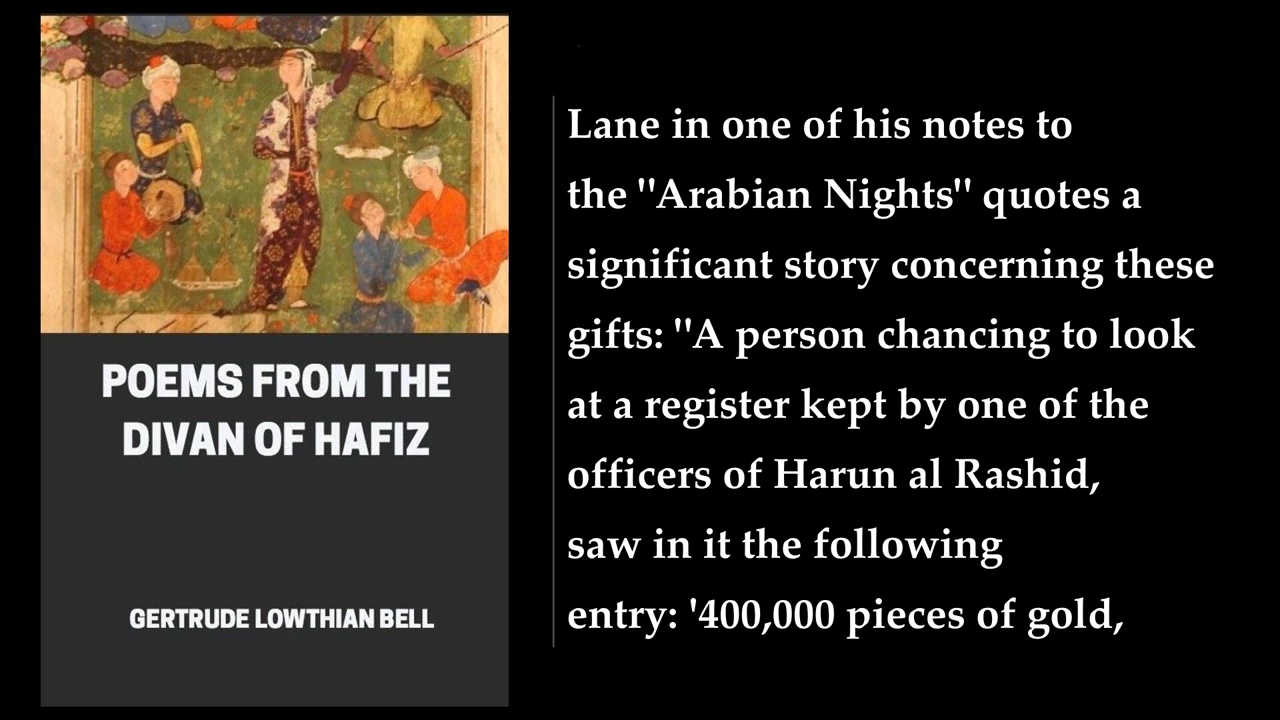 POEMS FROM THE
DIVAN OF HAFIZ
GERTRUDE LOWTHIAN BELL
Lane in one of his notes to
the "Arabian Nights" quotes a
significant story concerning these
gifts: "A person chancing to look
at a register kept by one of the
officers of Harun al Rashid,
saw in it the following
entry: '400,000 pieces of gold,